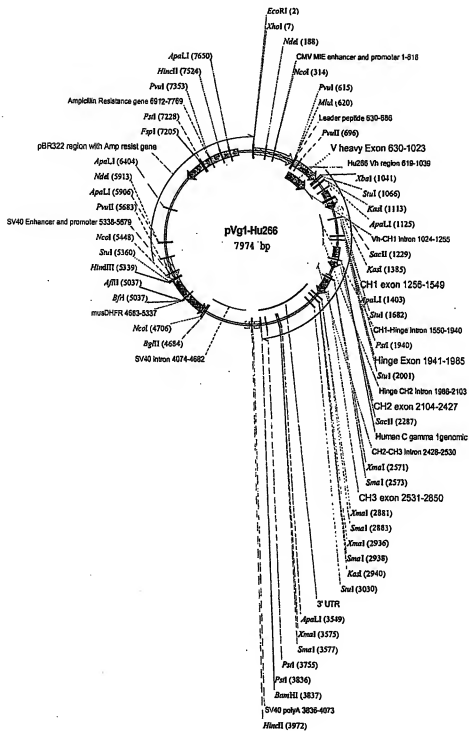 EcoRI (2)
XhoI (7)
NdeI (188)
CMV MIE enhancer and promoter 1-616
NcoI (314)
PvuI (615)
MluI (620)
Leader peptide 630-686
PvuII (696)
V heavy Exon 630-1023
Hu266 Vh region 619-1039
XbaI (1041)
StuI (1066)
KasI (1113)
ApaLI (1125)
Vh-CH1 Intron 1024-1255
SacII (1229)
KasI (1385)
CH1 exon 1256-1549
ApaLI (1403)
StuI (1682)
CH1-Hinge Intron 1550-1940
PstI (1940)
Hinge Exon 1941-1985
StuI (2001)
Hinge CH2 Intron 1986-2103
CH2 exon 2104-2427
SacII (2287)
Human C gamma 1genomic
CH2-CH3 Intron 2428-2530
XmaI (2571)
SmaI (2573)
CH3 exon 2531-2850
XmaI (2881)
SmaI (2883)
XmaI (2936)
SmaI (2938)
KasI (2940)
StuI (3030)
3' UTR
ApaLI (3549)
XmaI (3575)
SmaI (3577)
PstI (3755)
PstI (3836)
BamHI (3837)
SV40 polyA 3836-4073
HincII (3972)
SV40 intron 4074-4682
BglII (4684)
NcoI (4706)
musDHFR 4683-5337
BfrI (5037)
AflII (5037)
HindIII (5339)
StuI (5360)
NcoI (5448)
SV40 Enhancer and promoter 5338-5679
PvuII (5683)
ApaLI (5906)
NdeI (5913)
ApaLI (6404)
pBR322 region with Amp resist gene
FspI (7205)
PstI (7228)
Ampicillin Resistance gene 6912-7769
PvuI (7353)
HincII (7524)
ApaLI (7650)
pVg1-Hu266
7974 bp